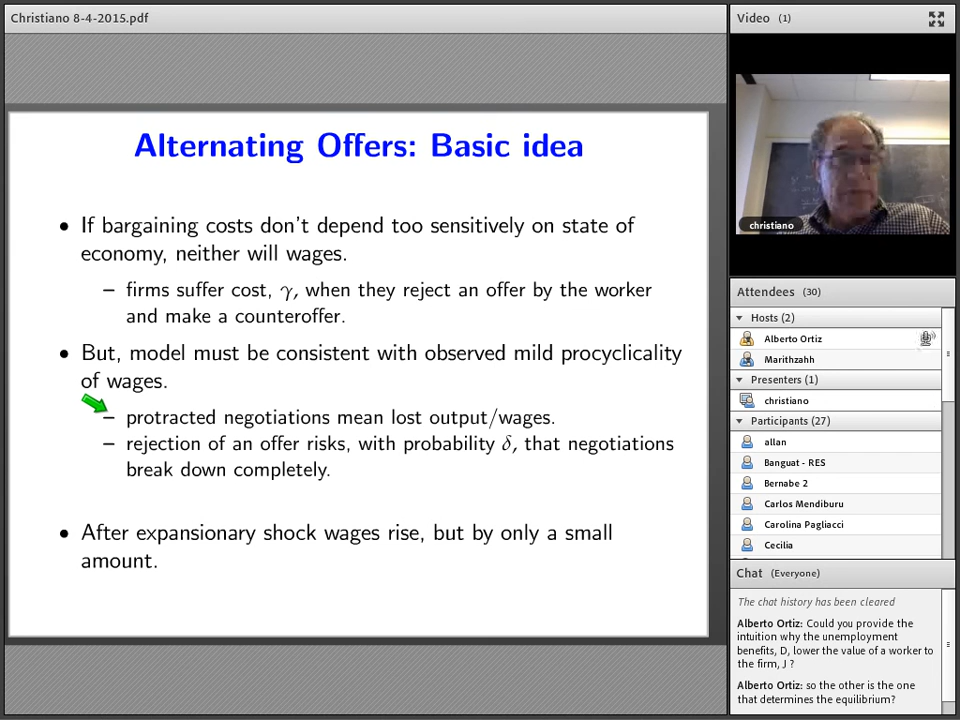 Christiano 8-4-2015.pdf
Alternating Offers: Basic idea
• If bargaining costs don't depend too sensitively on state of
economy, neither will wages.
– firms suffer cost, γ, when they reject an offer by the worker
and make a counteroffer.
• But, model must be consistent with observed mild procyclicality
of wages.
– protracted negotiations mean lost output/wages.
– rejection of an offer risks, with probability δ, that negotiations
break down completely.
• After expansionary shock wages rise, but by only a small
amount.
Video (1)
christiano
Attendees (30)
Hosts (2)
Alberto Ortiz
Marithzahh
Presenters (1)
christiano
Participants (27)
allan
Banguat - RES
Bernabe 2
Carlos Mendiburu
Carolina Pagliacci
Cecilia
Chat (Everyone)
The chat history has been cleared
Alberto Ortiz: Could you provide the
intuition why the unemployment
benefits, D, lower the value of a worker to
the firm, J ?
Alberto Ortiz: so the other is the one
that determines the equilibrium?